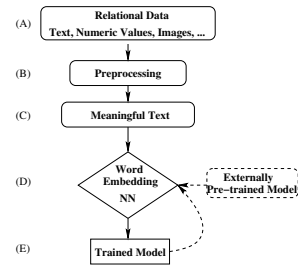 (A)
Relational Data
Text, Numeric Values, Images, ...
(B)
Preprocessing
(C)
Meaningful Text
(D)
Word
Embedding
NN
Externally
Pre-trained Model
(E)
Trained Model